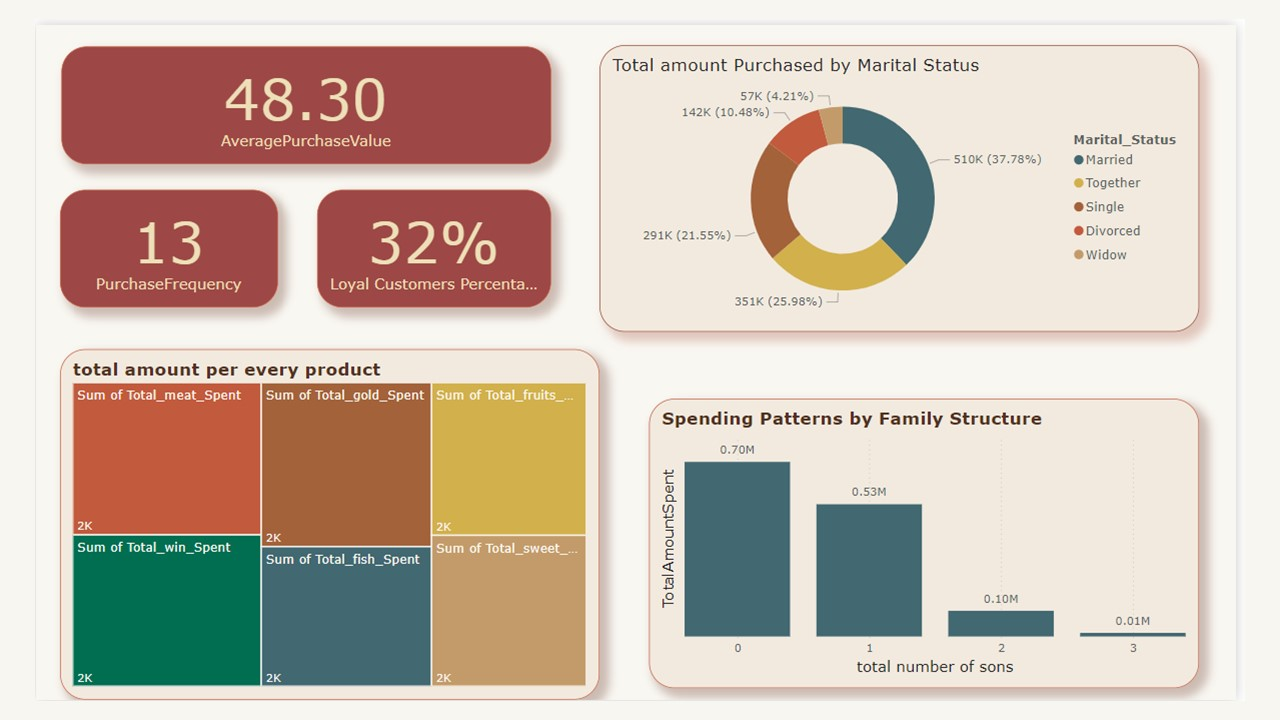 48.30
AveragePurchaseValue
13
PurchaseFrequency
32%
Loyal Customers Percenta...
Total amount Purchased by Marital Status
57K (4.21%)
142K (10.48%)
510K (37.78%)
291K (21.55%)
351K (25.98%)
Marital_Status
Married
Together
Single
Divorced
Widow
total amount per every product
Sum of Total_meat_Spent
2K
Sum of Total_gold_Spent
2K
Sum of Total_fruits_...
2K
Sum of Total_win_Spent
2K
Sum of Total_fish_Spent
2K
Sum of Total_sweet_...
2K
Spending Patterns by Family Structure
TotalAmountSpent
0.70M
0.53M
0.10M
0.01M
0
1
2
3
total number of sons